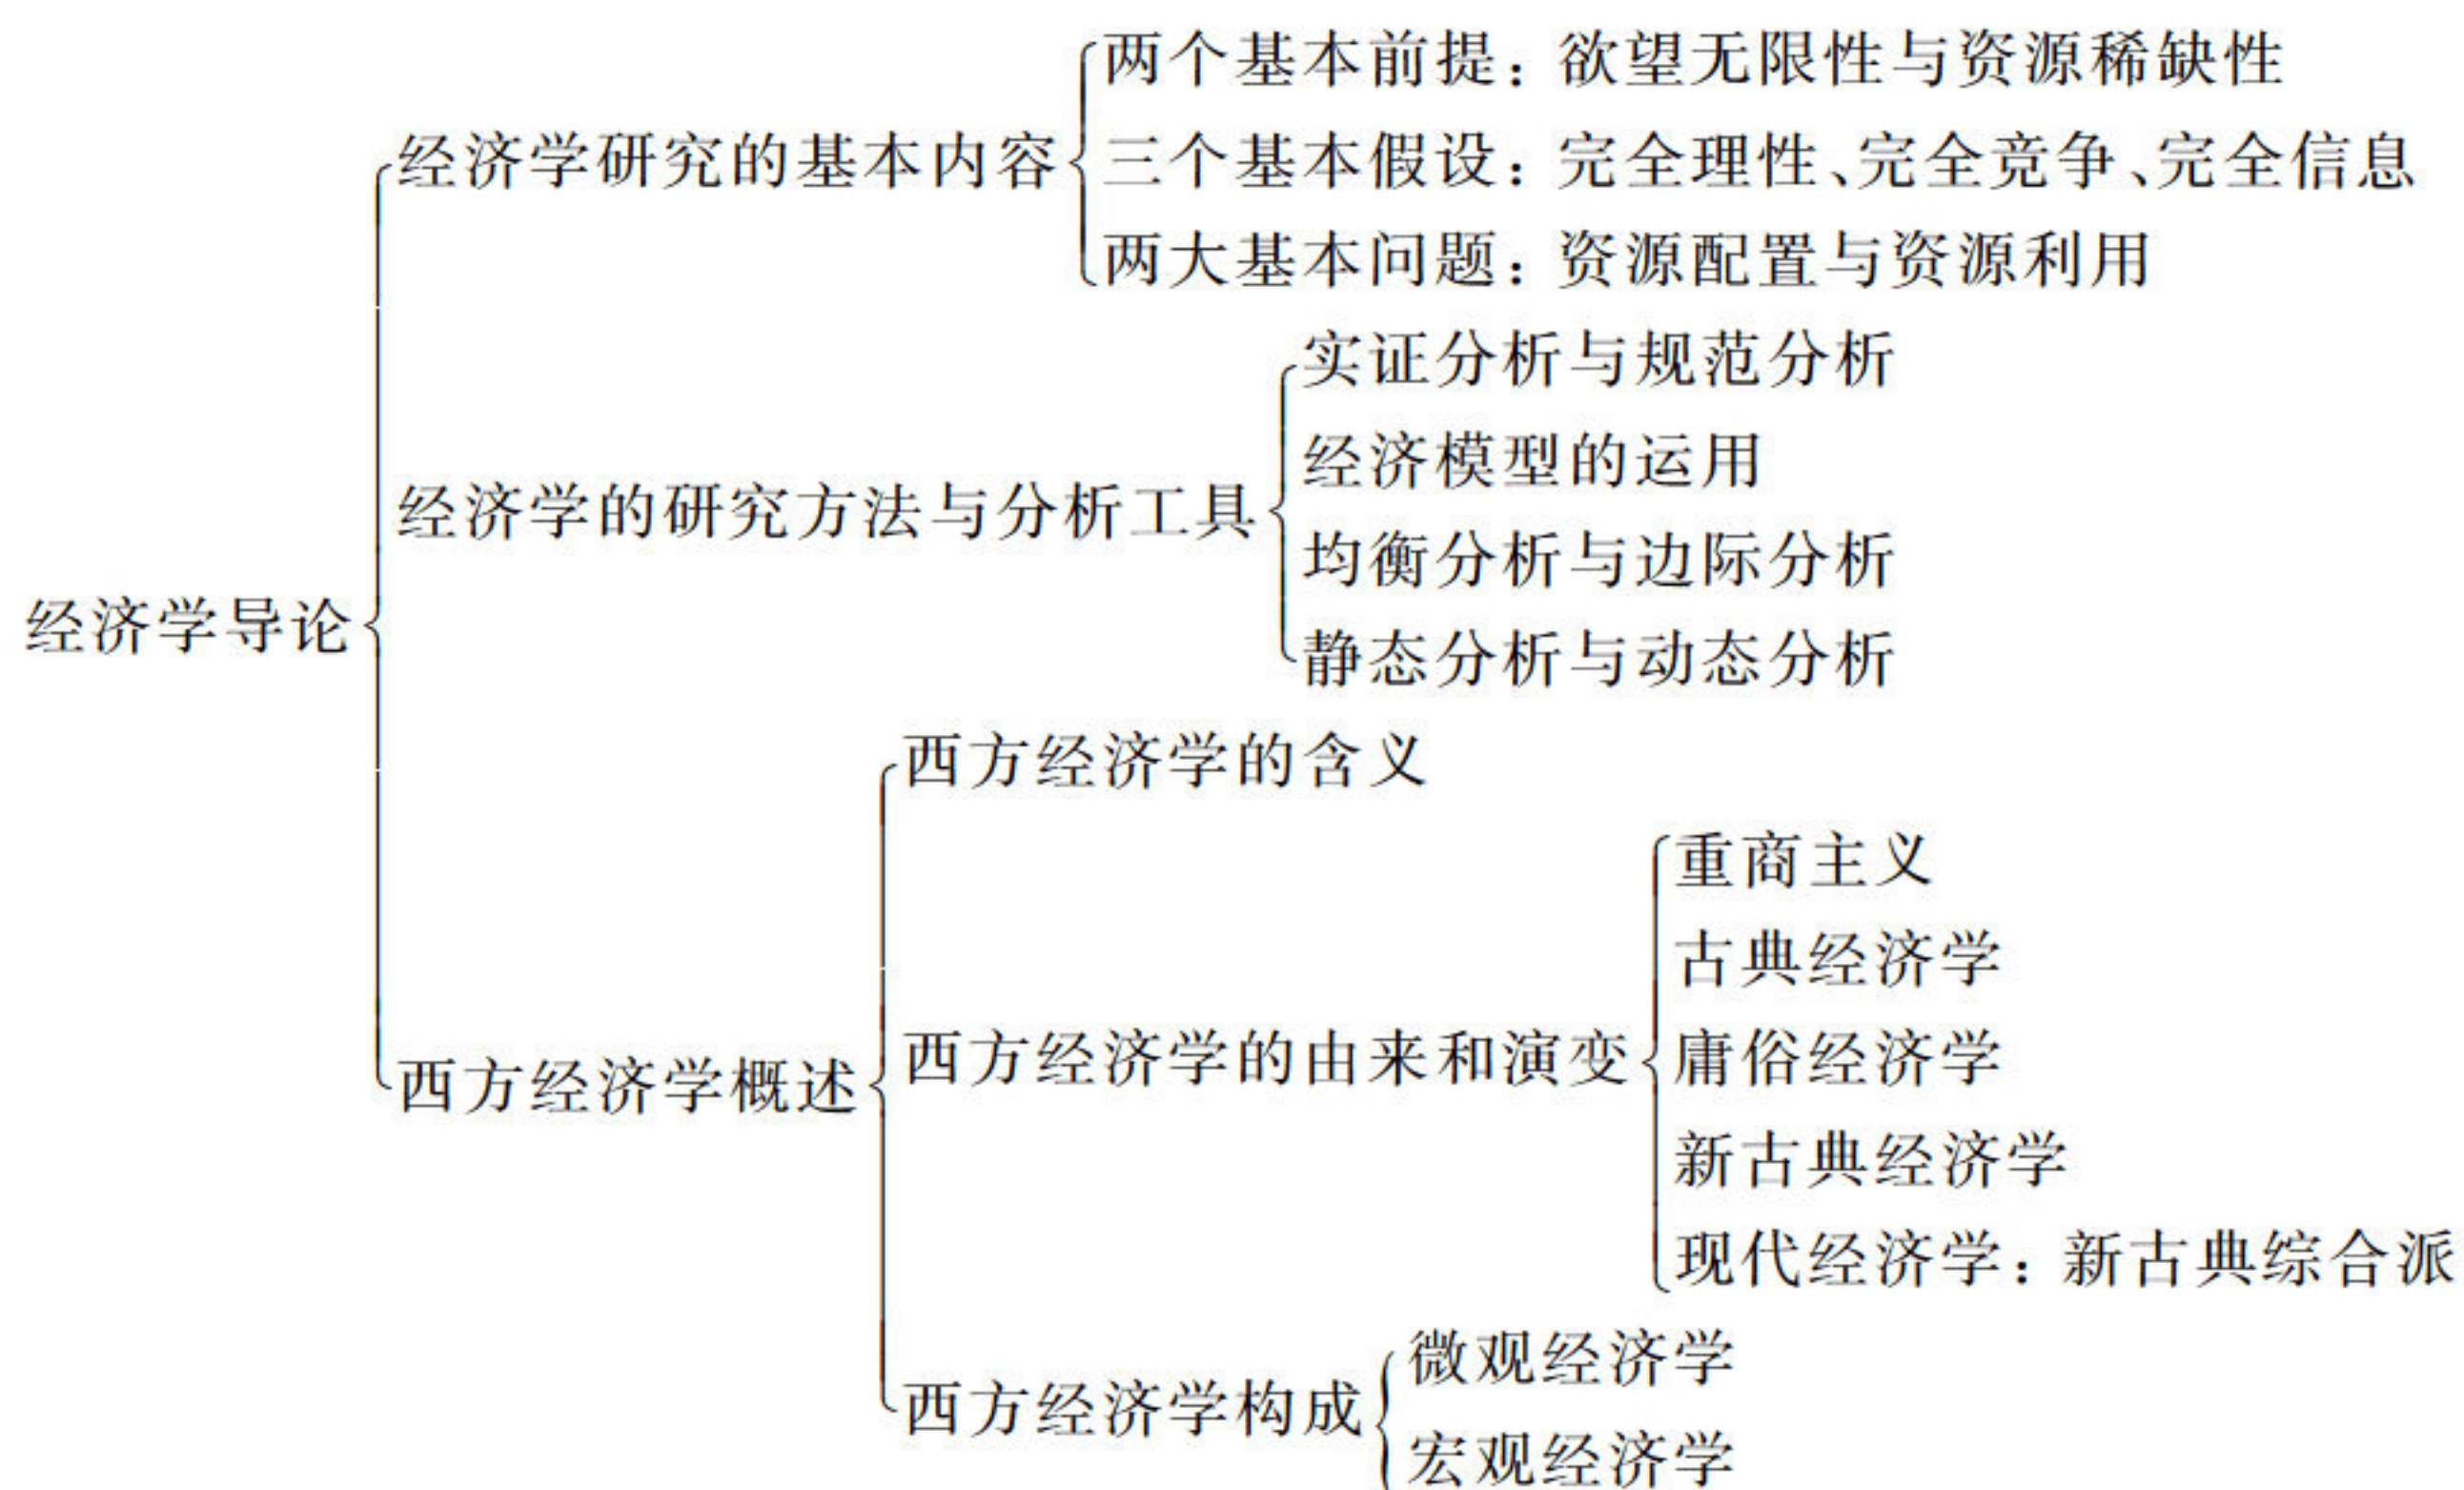 经济学导论
经济学研究的基本内容
两个基本前提：欲望无限性与资源稀缺性
三个基本假设：完全理性、完全竞争、完全信息
两大基本问题：资源配置与资源利用
经济学的研究方法与分析工具
实证分析与规范分析
经济模型的运用
均衡分析与边际分析
静态分析与动态分析
西方经济学概述
西方经济学的含义
西方经济学的由来和演变
重商主义
古典经济学
庸俗经济学
新古典经济学
现代经济学：新古典综合派
西方经济学构成
微观经济学
宏观经济学